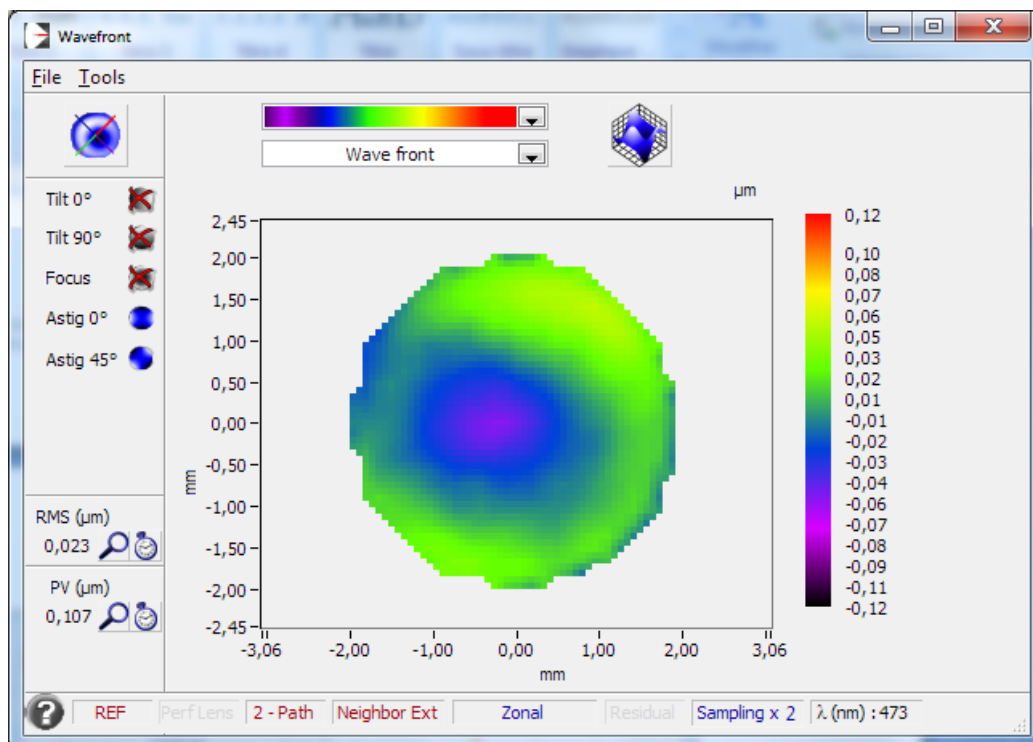 Wavefront
File Tools
Wave front
Tilt 0°
Tilt 90°
Focus
Astig 0°
Astig 45°
RMS (µm)
0,023
PV (µm)
0,107
µm
2,45
2,00
1,50
1,00
0,50
0,00
-0,50
-1,00
-1,50
-2,00
-2,45
mm
-3,06 -2,00 -1,00 0,00 1,00 2,00 3,06
mm
0,12
0,10
0,08
0,07
0,06
0,05
0,03
0,02
0,01
-0,01
-0,02
-0,03
-0,04
-0,06
-0,07
-0,08
-0,09
-0,11
-0,12
? REF Perf Lens 2 - Path Neighbor Ext Zonal Residual Sampling x 2 λ (nm) : 473